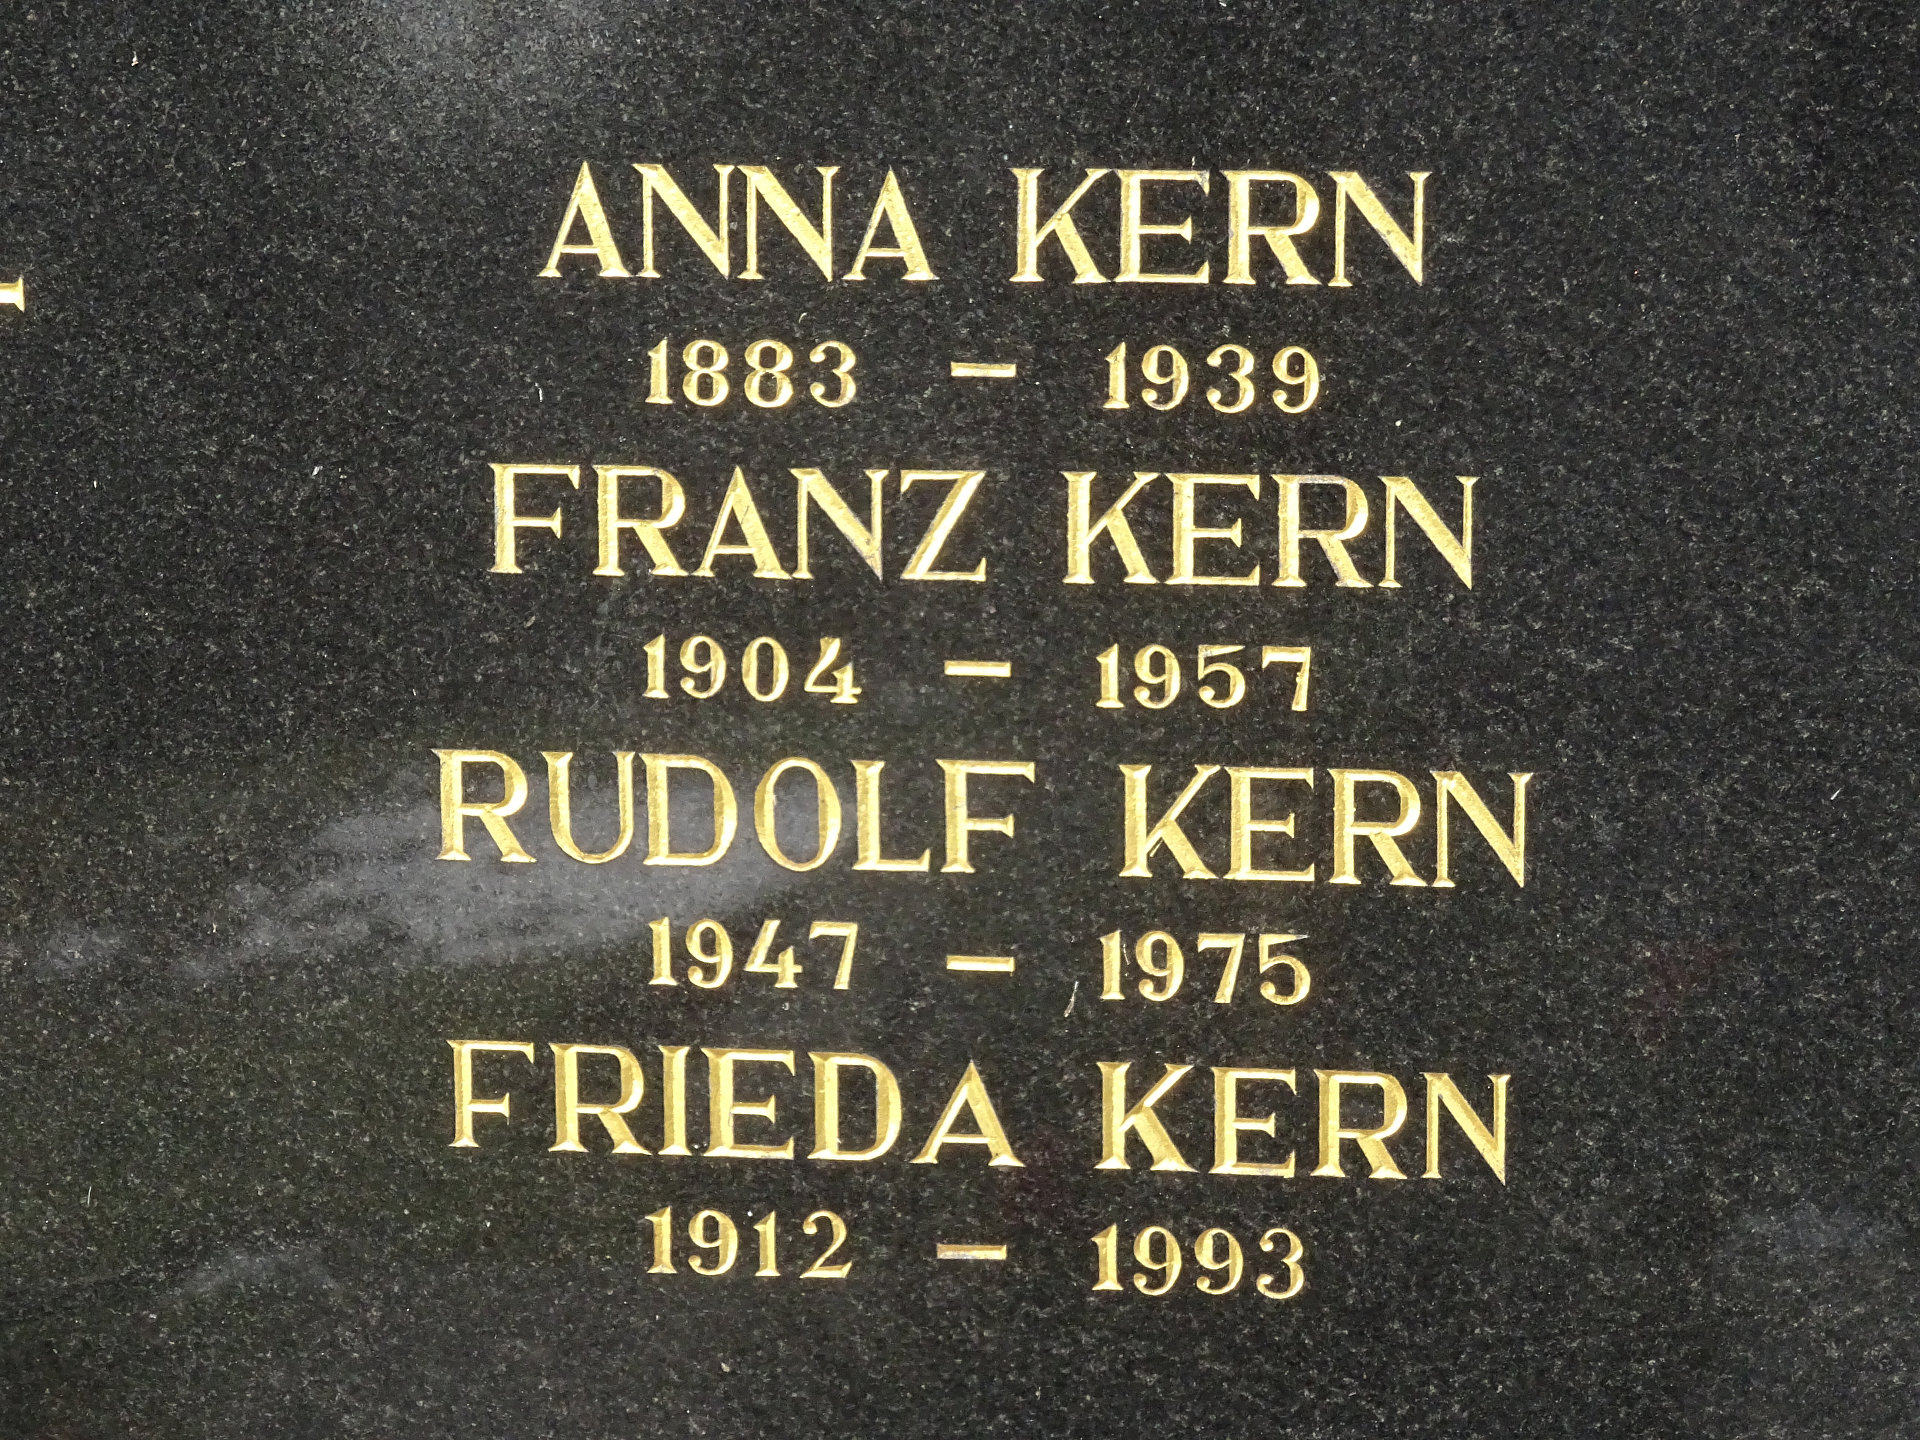 ANNA KERN
1883 – 1939
FRANZ KERN
1904 – 1957
RUDOLF KERN
1947 – 1975
FRIEDA KERN
1912 – 1993